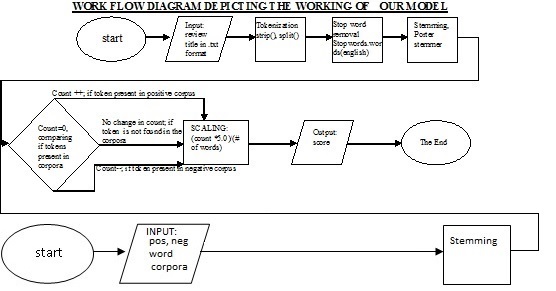 WORK FLOW DIAGRAM DEPICTING THE WORKING OF OUR MODEL
start
Input:
review
title in .txt
format
Tokenization
strip(), split()
Stop word
removal
Stopwords.wor
ds(english)
Stemming,
Porter
stemmer
Count ++; if token present in positive corpus
Count=0,
comparing
if tokens
present in
corpora
No change in count; if
token is not found in the
corpora
Count--; if token present in negative corpus
SCALING:
(count *5.0)/(#
of words)
Output:
score
The End
start
INPUT:
pos, neg
word
corpora
Stemming